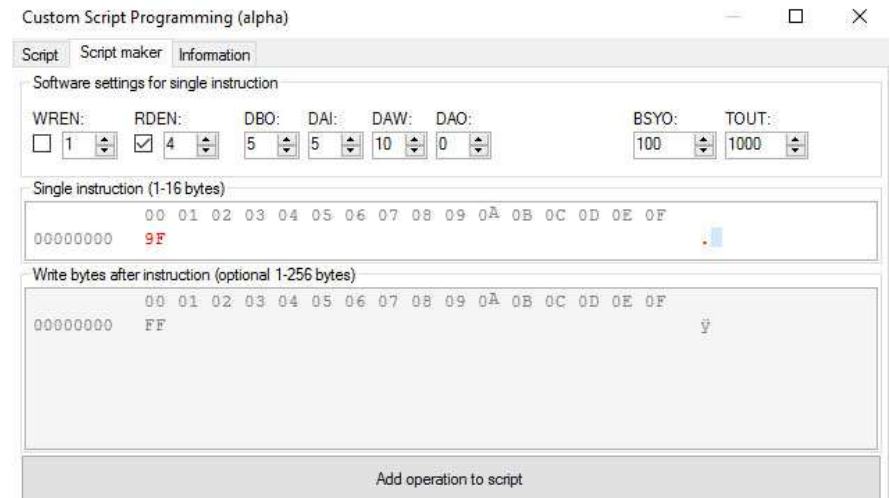 Custom Script Programming (alpha)
Script Script maker Information
Software settings for single instruction
WREN: RDEN: DBO: DAI: DAW: DAO: BSYO: TOUT:
1 4 5 5 10 0 100 1000
Single instruction (1-16 bytes)
00 01 02 03 04 05 06 07 08 09 0A 0B 0C 0D 0E 0F
00000000 9F .
Write bytes after instruction (optional 1-256 bytes)
00 01 02 03 04 05 06 07 08 09 0A 0B 0C 0D 0E 0F
00000000 FF ÿ
Add operation to script